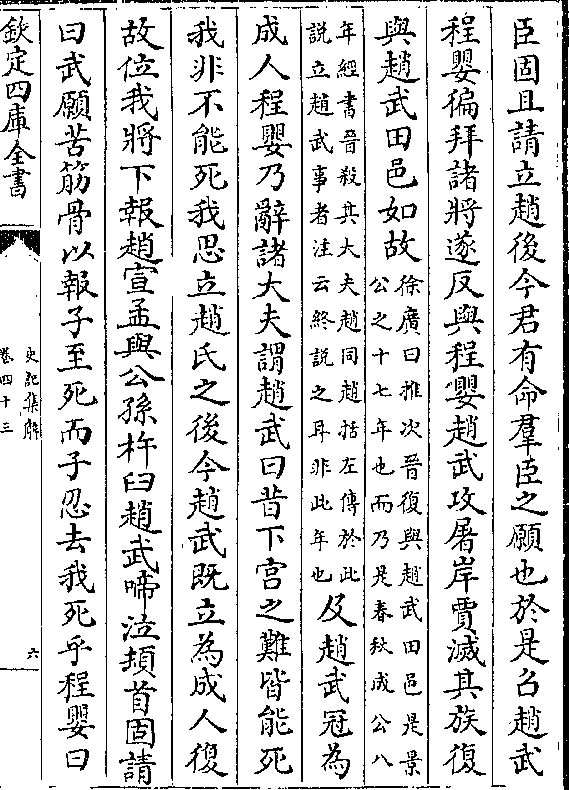 臣固且請立趙後今君有命羣臣之願也於是召趙武
程嬰徧拜諸將遂反與程嬰趙武攻屠岸賈滅其族復
與趙武田邑如故徐廣曰推次晉復與趙武田邑是景
公之十七年也而乃是春秋成公八
年經書晉殺其大夫趙同趙括左傳於此
說立趙武事者注云終說之耳非此年也及趙武冠為
成人程嬰乃辭諸大夫謂趙武曰昔下宮之難皆能死
我非不能死我思立趙氏之後今趙武既立為成人復
故位我將下報趙宣孟與公孫杵臼趙武啼泣頓首固請
曰武願苦筋骨以報子至死而子忍去我死乎程嬰曰
欽定四庫全書
史記集解
卷四十三
六